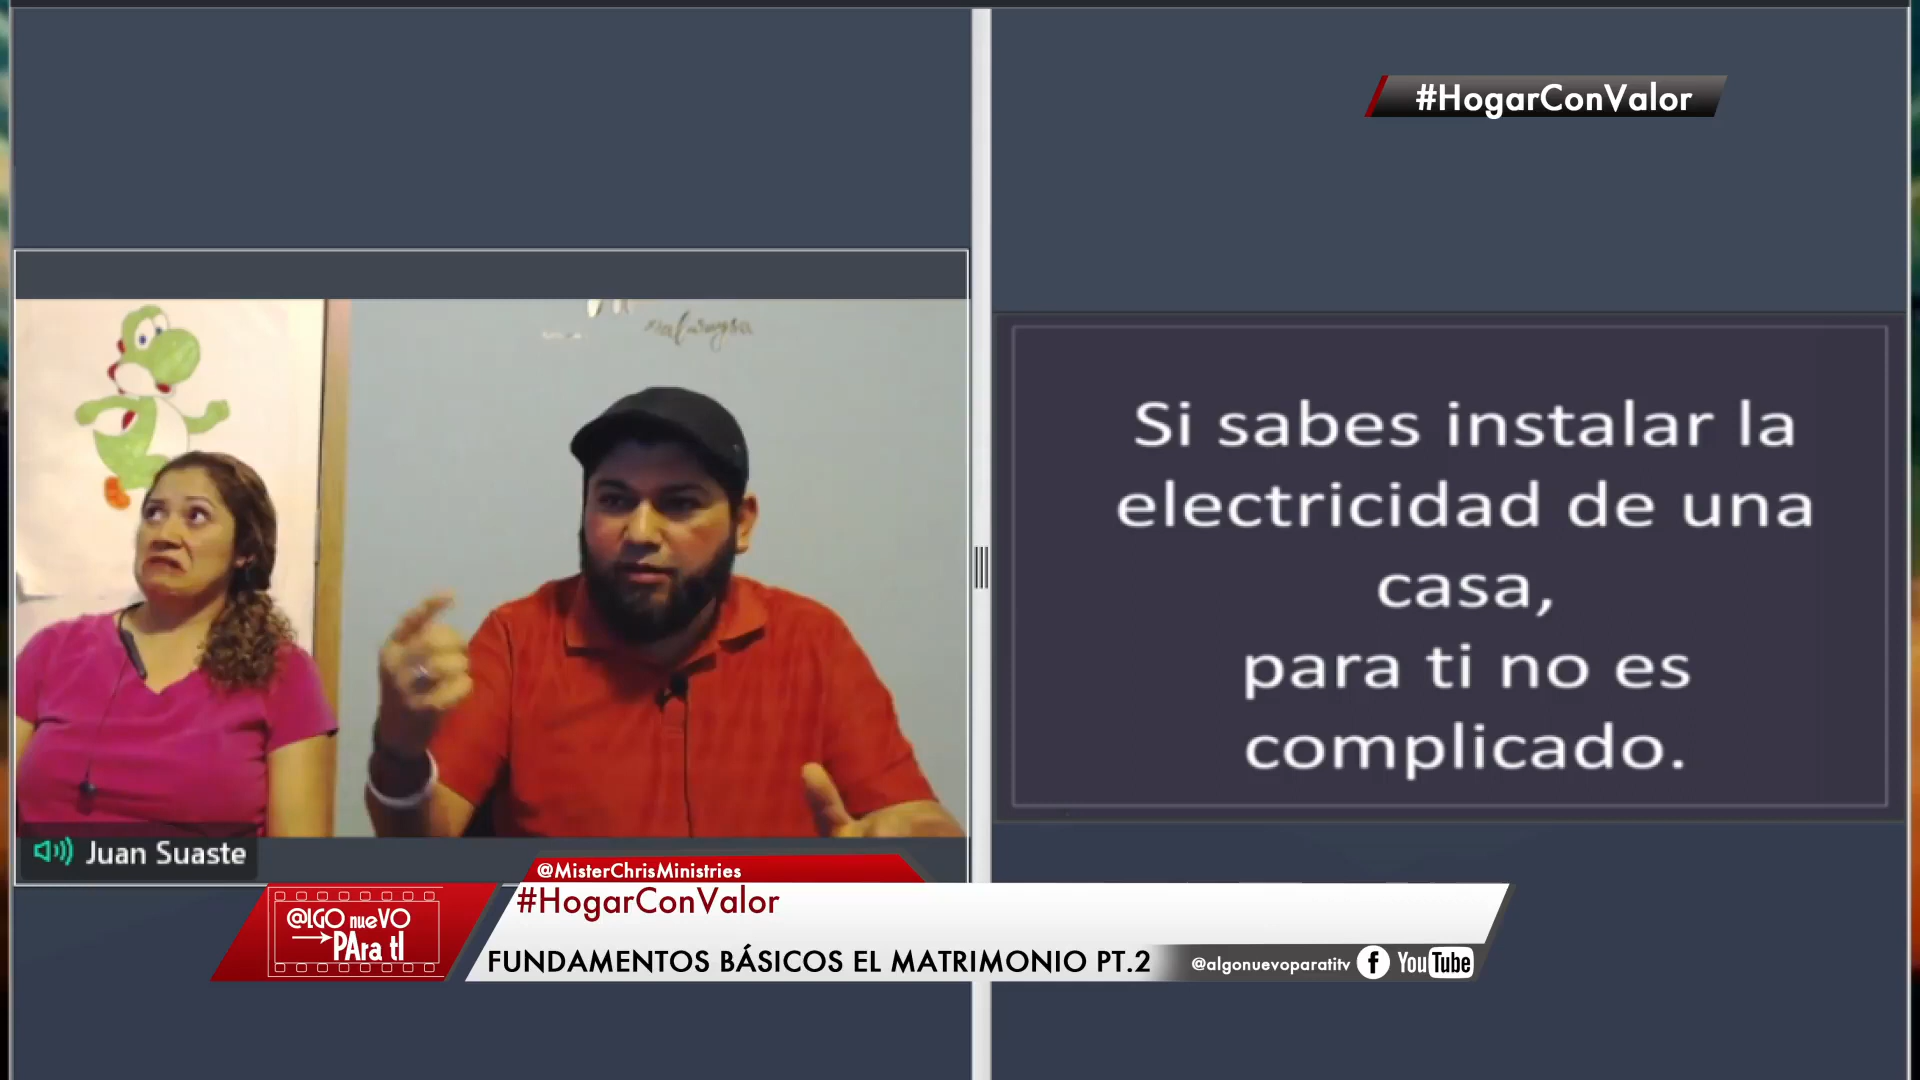 #HogarConValor
Si sabes instalar la
electricidad de una
casa,
para ti no es
complicado.
Juan Suaste
@MisterChrisMinistries
#HogarConValor
@LGO nueVO
PAra tI
FUNDAMENTOS BÁSICOS EL MATRIMONIO PT.2
@algonuevoparatitv f YouTube